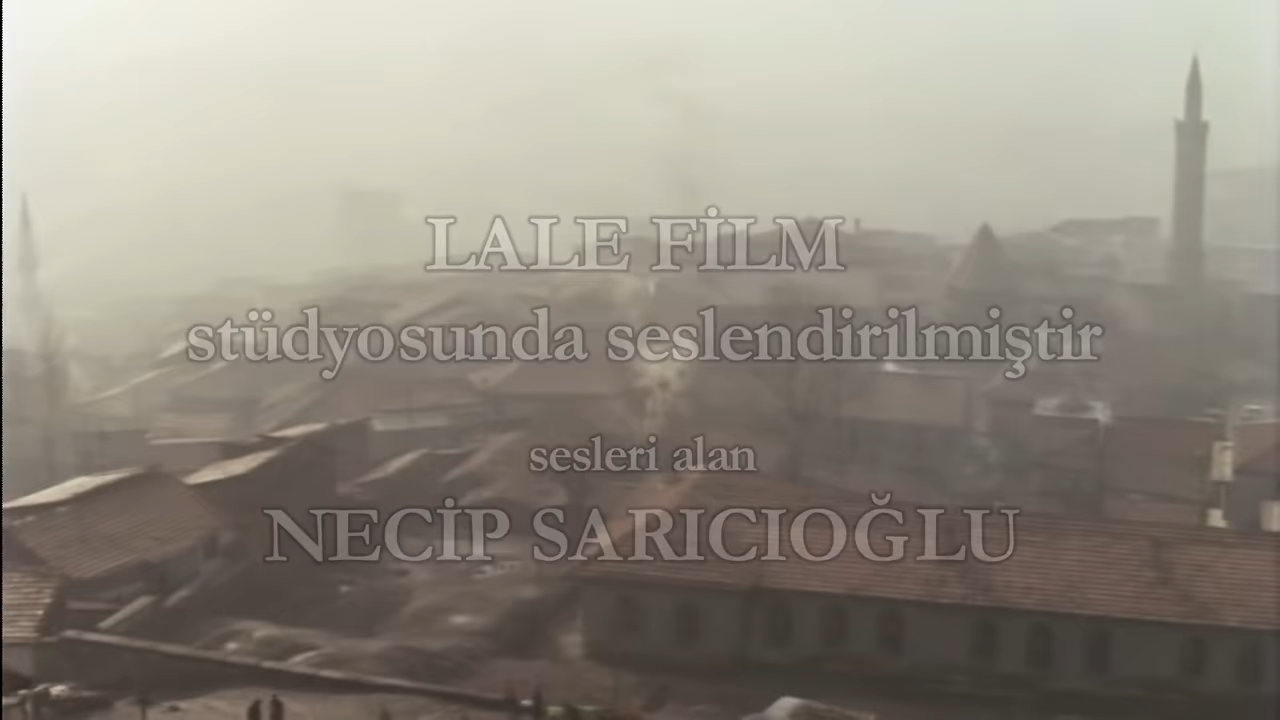 LALE FİLM
stüdyosunda seslendirilmiştir
sesleri alan
NECİP SARICIOĞLU